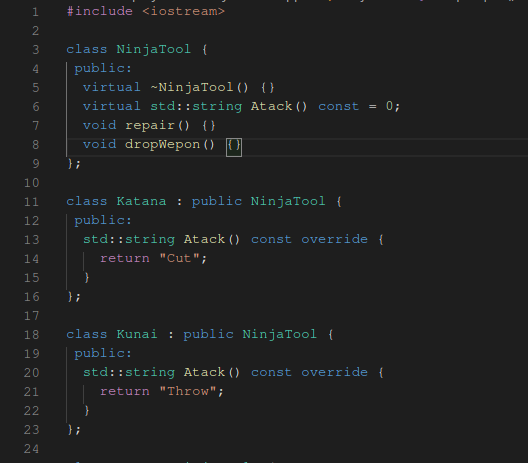 1 #include <iostream>
2
3 class NinjaTool {
4 public:
5 virtual ~NinjaTool() {}
6 virtual std::string Atack() const = 0;
7 void repair() {}
8 void dropWepon() {}
9 };
10
11 class Katana : public NinjaTool {
12 public:
13 std::string Atack() const override {
14 return "Cut";
15 }
16 };
17
18 class Kunai : public NinjaTool {
19 public:
20 std::string Atack() const override {
21 return "Throw";
22 }
23 };
24